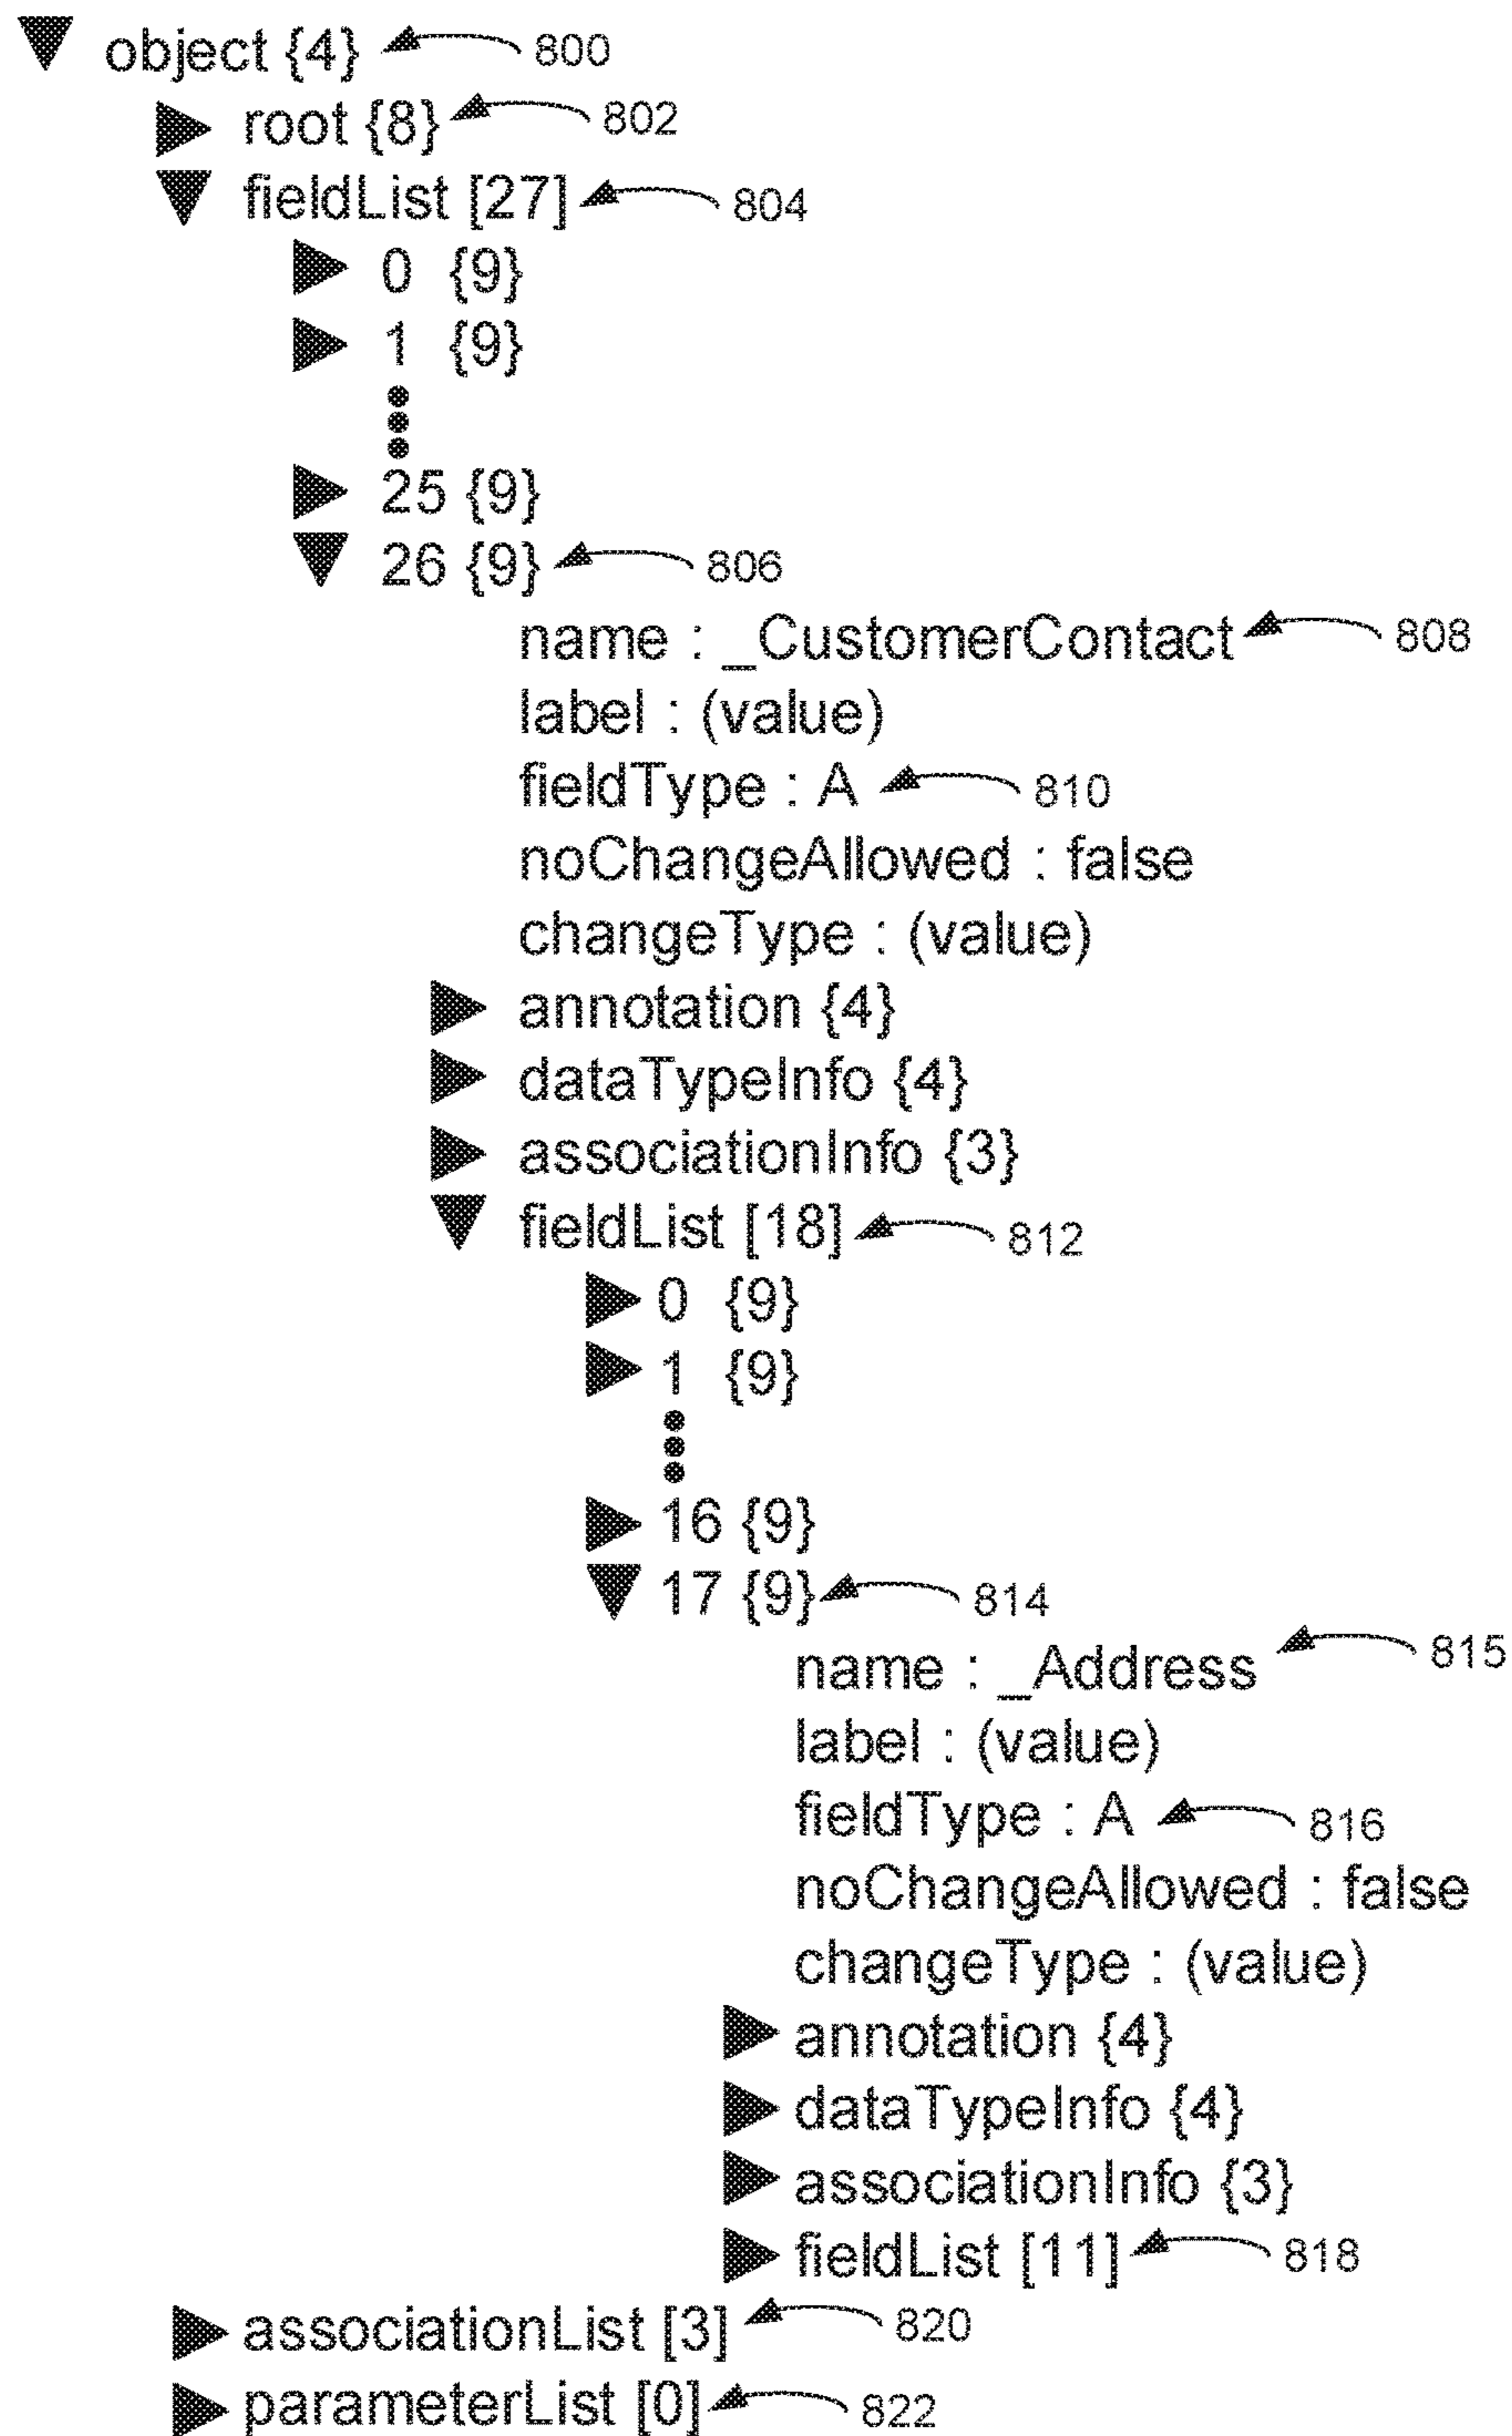 object {4} 800
root {8} 802
fieldList [27] 804
0 {9}
1 {9}
25 {9}
26 {9} 806
name : _CustomerContact 808
label : (value)
fieldType : A 810
noChangeAllowed : false
changeType : (value)
annotation {4}
dataTypeInfo {4}
associationInfo {3}
fieldList [18] 812
0 {9}
1 {9}
16 {9}
17 {9} 814
name : _Address 815
label : (value)
fieldType : A 816
noChangeAllowed : false
changeType : (value)
annotation {4}
dataTypeInfo {4}
associationInfo {3}
fieldList [11] 818
associationList [3] 820
parameterList [0] 822